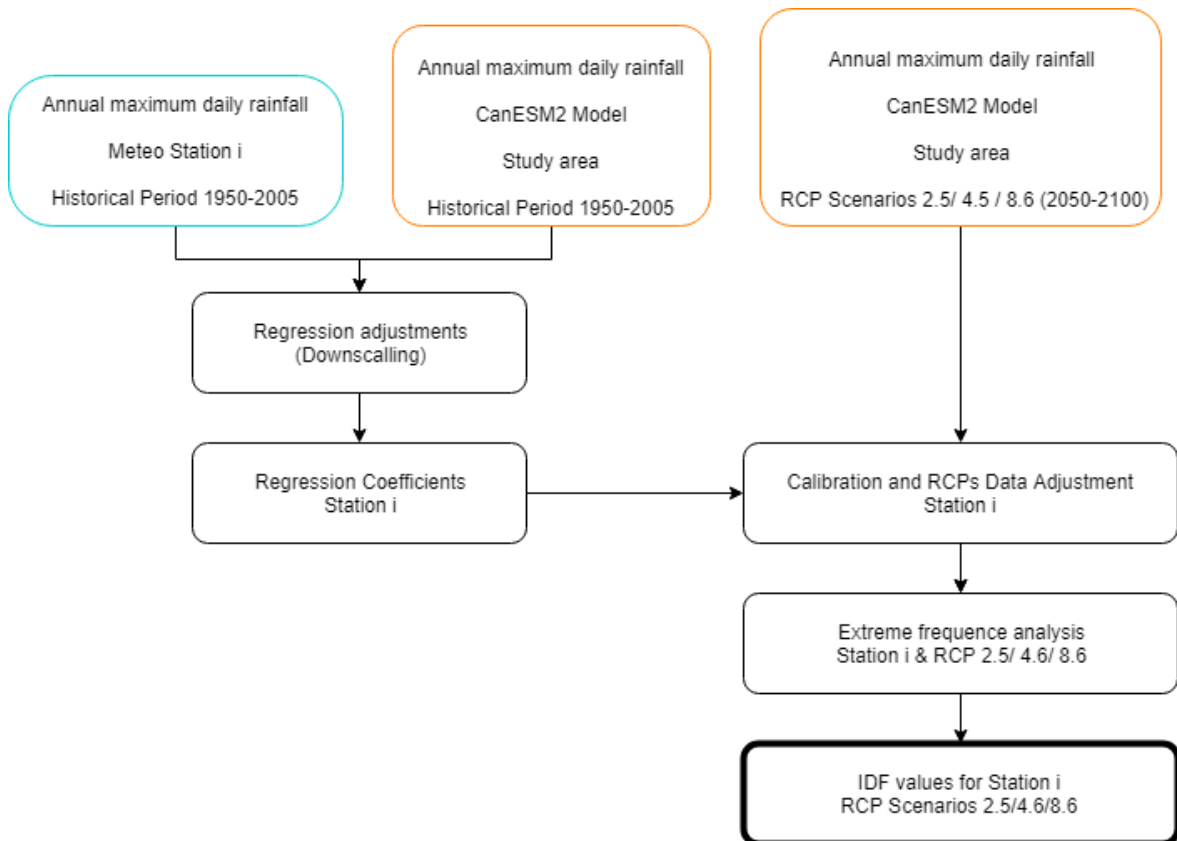 Annual maximum daily rainfall
Meteo Station i
Historical Period 1950-2005
Annual maximum daily rainfall
CanESM2 Model
Study area
Historical Period 1950-2005
Annual maximum daily rainfall
CanESM2 Model
Study area
RCP Scenarios 2.5/ 4.5 / 8.6 (2050-2100)
Regression adjustments
(Downscalling)
Regression Coefficients
Station i
Calibration and RCPs Data Adjustment
Station i
Extreme frequence analysis
Station i & RCP 2.5/ 4.6/ 8.6
IDF values for Station i
RCP Scenarios 2.5/4.6/8.6